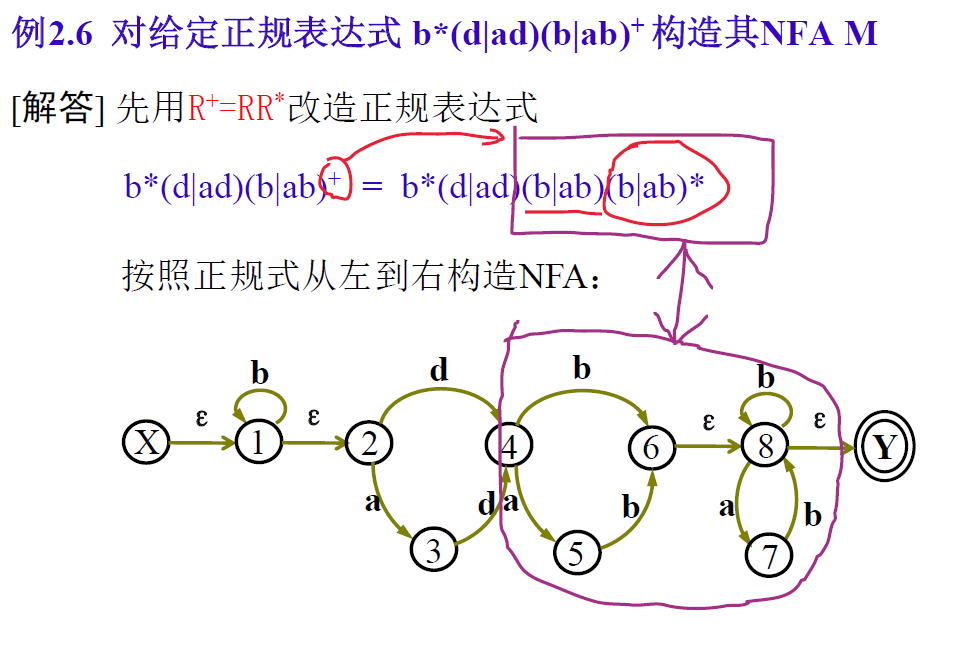 例2.6 对给定正规表达式 b*(d|ad)(b|ab)⁺ 构造其NFA M
[解答] 先用R⁺=RR*改造正规表达式
b*(d|ad)(b|ab)⁺ = b*(d|ad)(b|ab)(b|ab)*
按照正规式从左到右构造NFA：
b d b b
ε ε ε ε
X 1 2 4 6 8 Y
a d a b a b
3 5 7